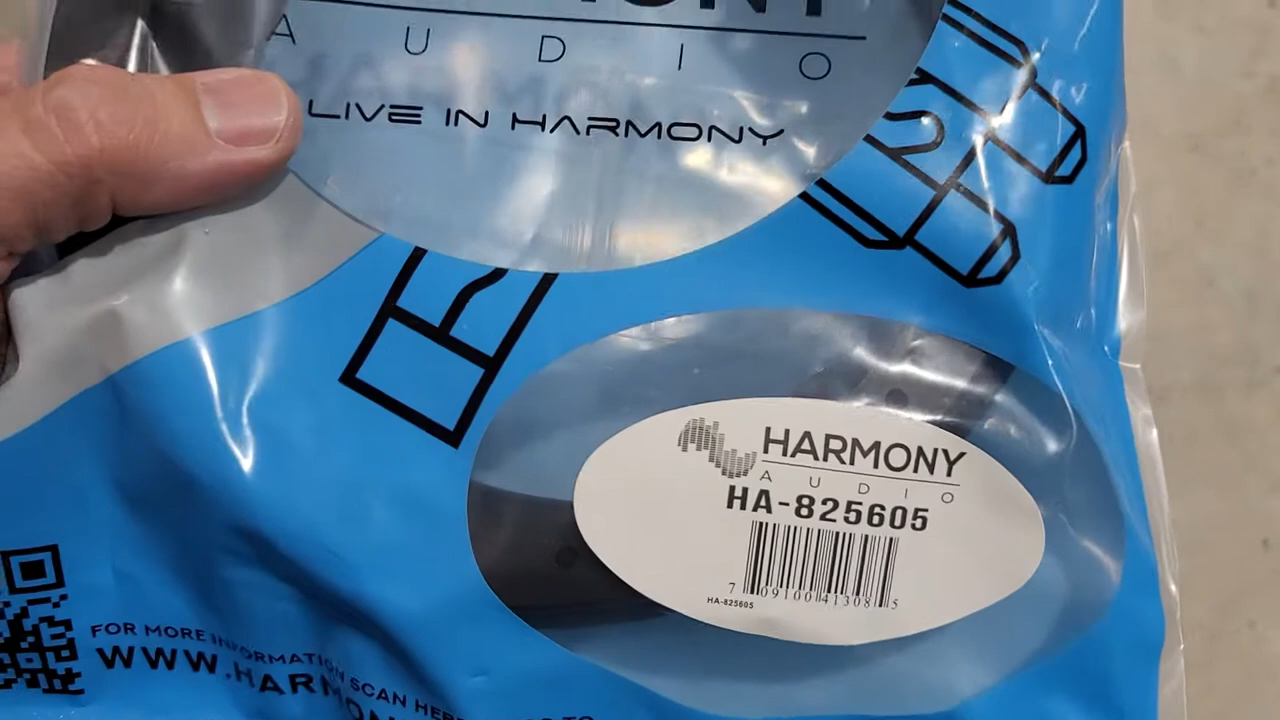 AUDIO
LIVE IN HARMONY
HARMONY
AUDIO
HA-825605
7 09100 41308 5
HA-825605
FOR MORE INFORMATION SCAN HERE
WWW.HARMON